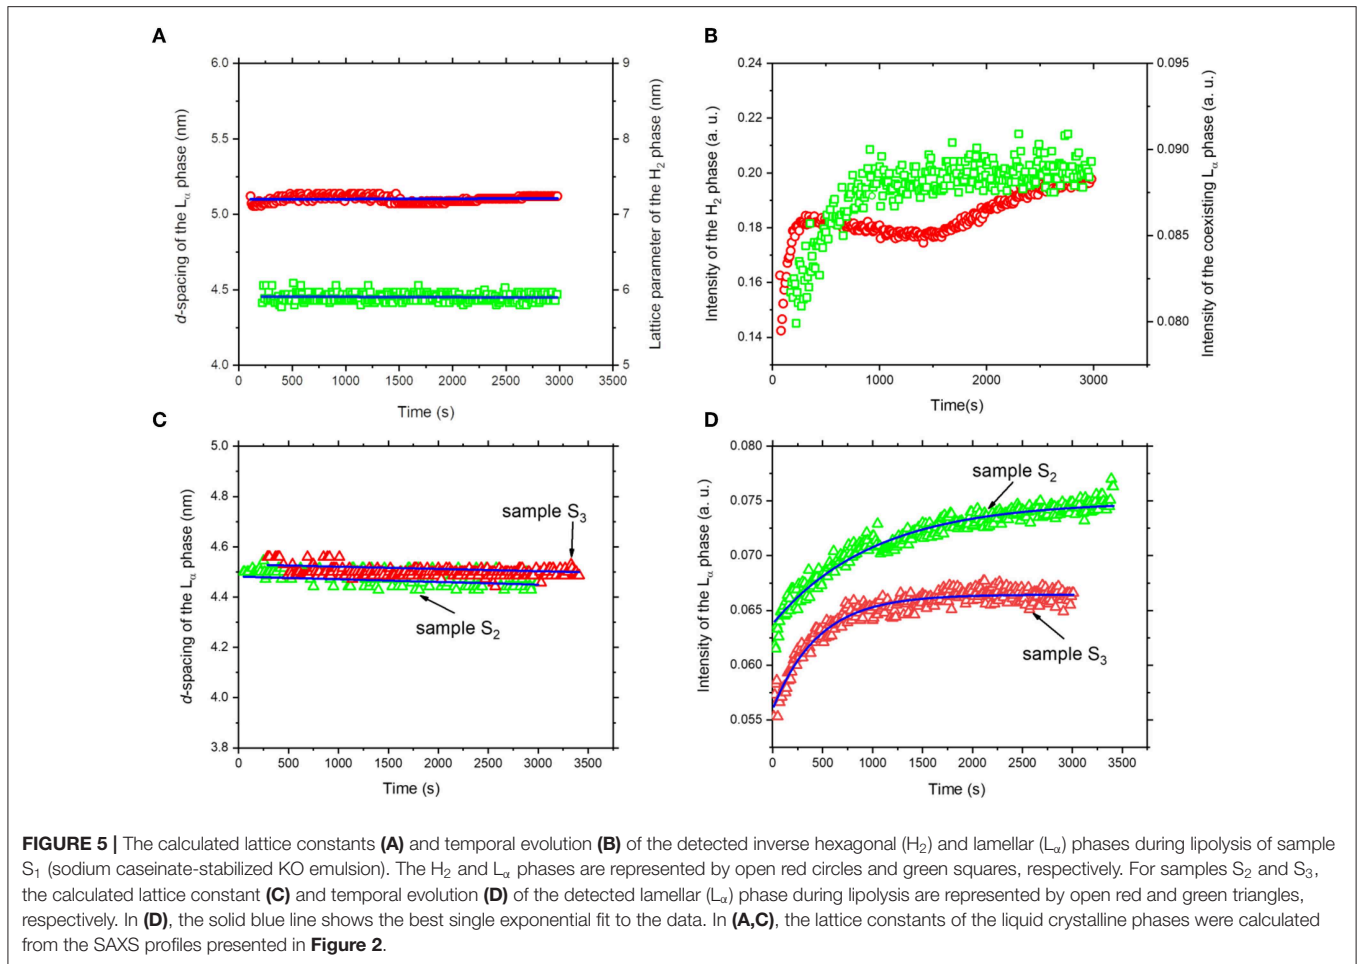 A
6.0
5.5
5.0
4.5
4.0
d-spacing of the Lα phase (nm)
9
8
7
6
5
Lattice parameter of the H2 phase (nm)
0 500 1000 1500 2000 2500 3000 3500
Time (s)
B
0.24
0.22
0.20
0.18
0.16
0.14
Intensity of the H2 phase (a. u.)
0.095
0.090
0.085
0.080
Intensity of the coexisting Lα phase (a. u.)
0 1000 2000 3000
Time(s)
C
5.0
4.8
4.6
4.4
4.2
4.0
3.8
d-spacing of the Lα phase (nm)
sample S3
sample S2
0 500 1000 1500 2000 2500 3000 3500
Time (s)
D
0.080
0.075
0.070
0.065
0.060
0.055
Intensity of the Lα phase (a. u.)
sample S2
sample S3
0 500 1000 1500 2000 2500 3000 3500
Time (s)
FIGURE 5 | The calculated lattice constants (A) and temporal evolution (B) of the detected inverse hexagonal (H2) and lamellar (Lα) phases during lipolysis of sample
S1 (sodium caseinate-stabilized KO emulsion). The H2 and Lα phases are represented by open red circles and green squares, respectively. For samples S2 and S3,
the calculated lattice constant (C) and temporal evolution (D) of the detected lamellar (Lα) phase during lipolysis are represented by open red and green triangles,
respectively. In (D), the solid blue line shows the best single exponential fit to the data. In (A,C), the lattice constants of the liquid crystalline phases were calculated
from the SAXS profiles presented in Figure 2.